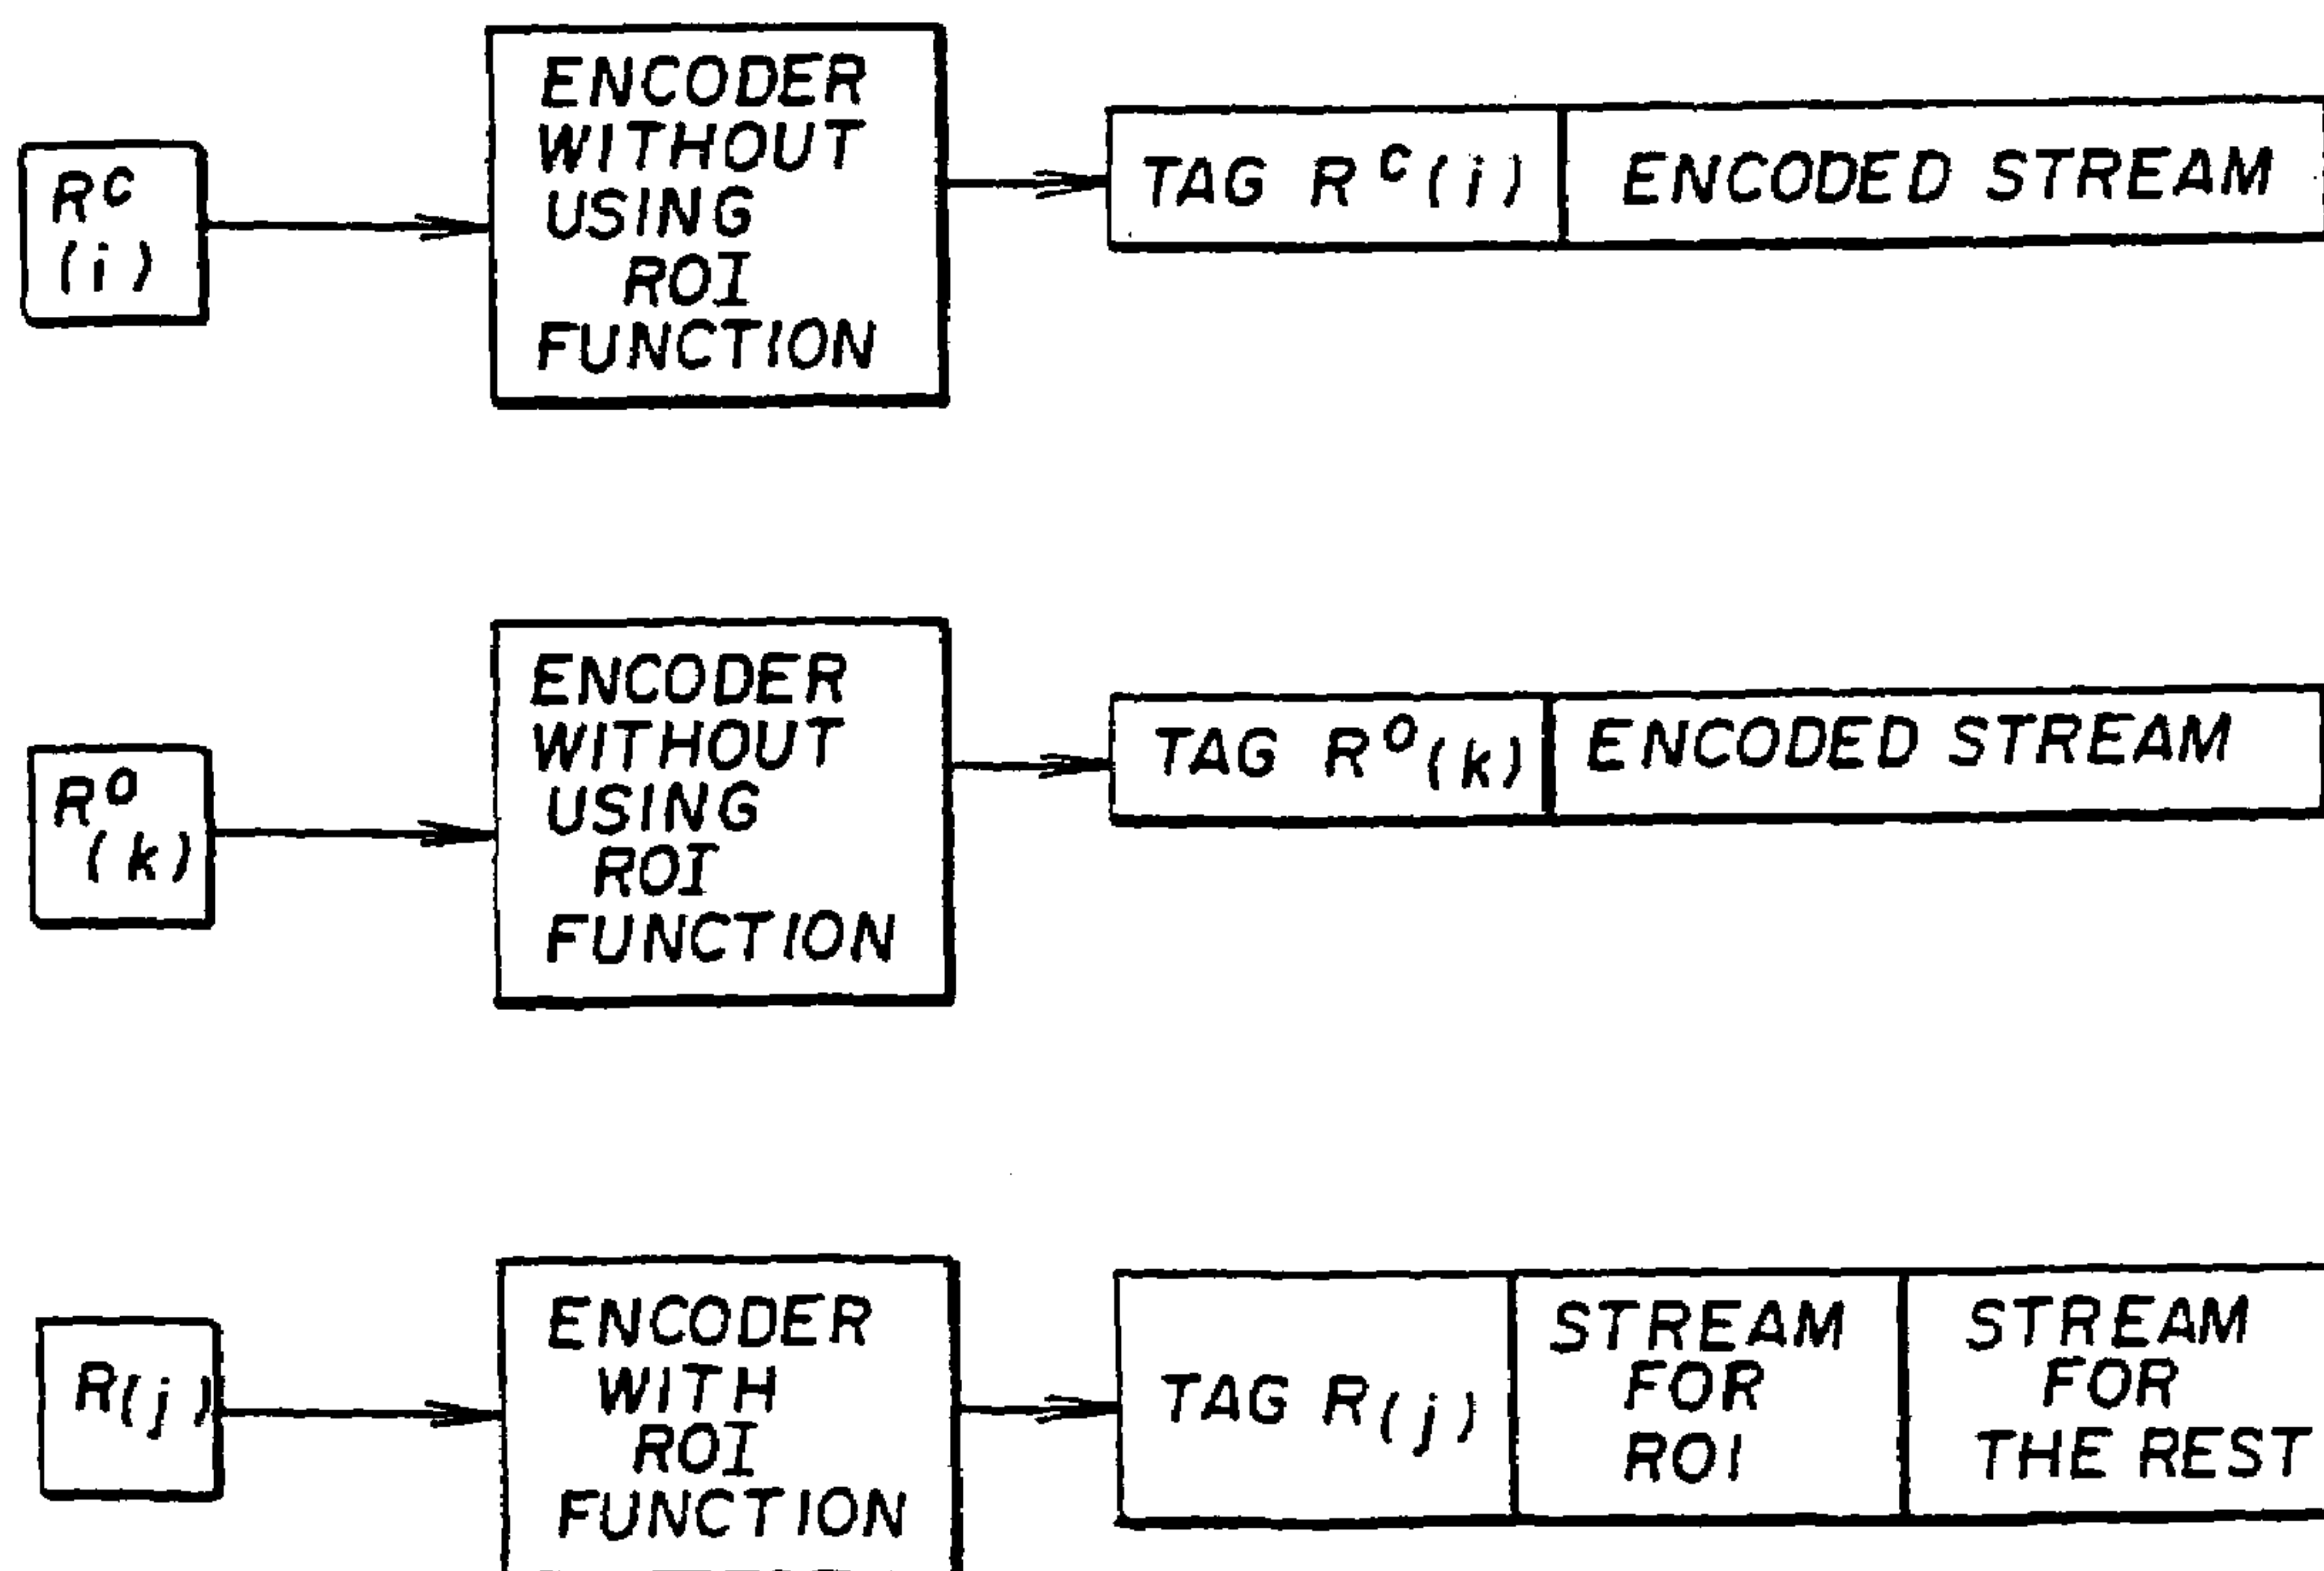 R^C
(i)
ENCODER
WITHOUT
USING
ROI
FUNCTION
TAG R^C(i)
ENCODED STREAM
R^O
(k)
ENCODER
WITHOUT
USING
ROI
FUNCTION
TAG R^O(k)
ENCODED STREAM
R(j)
ENCODER
WITH
ROI
FUNCTION
TAG R(j)
STREAM
FOR
ROI
STREAM
FOR
THE REST